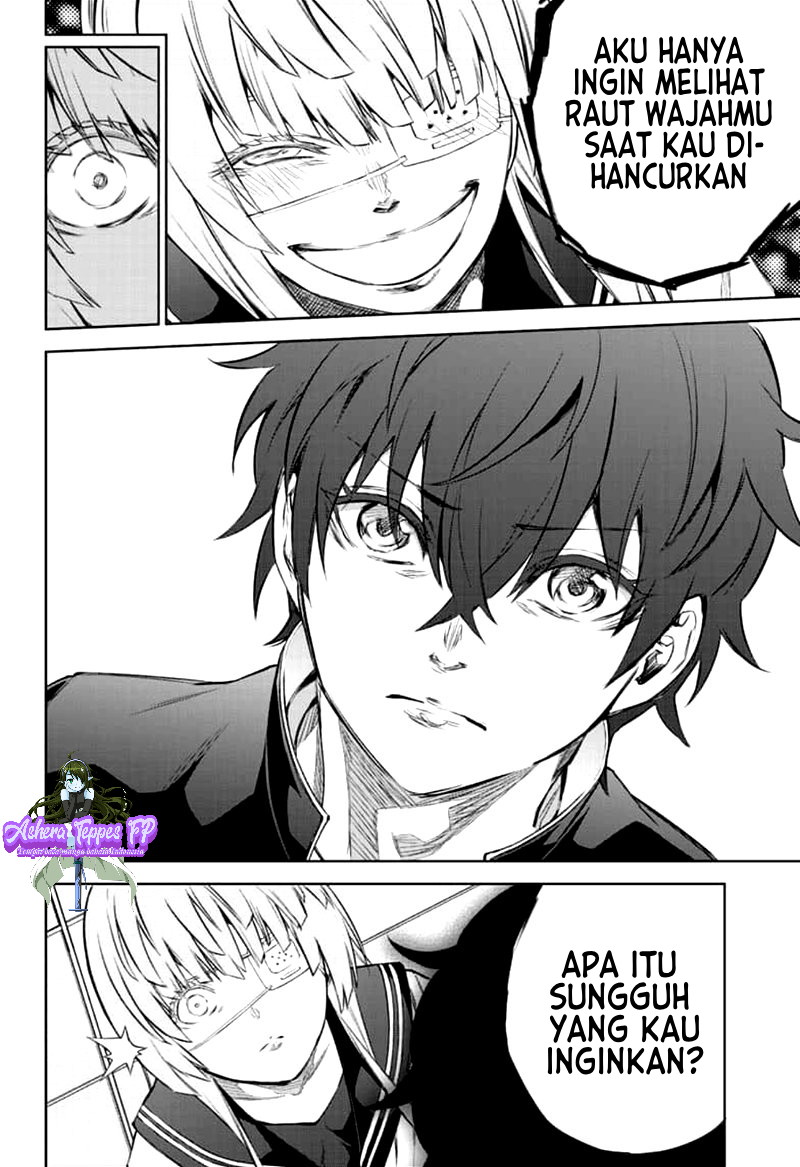 AKU HANYA
INGIN MELIHAT
RAUT WAJAHMU
SAAT KAU DI-
HANCURKAN
Ashera Teppes FP
APA ITU
SUNGGUH
YANG KAU
INGINKAN?